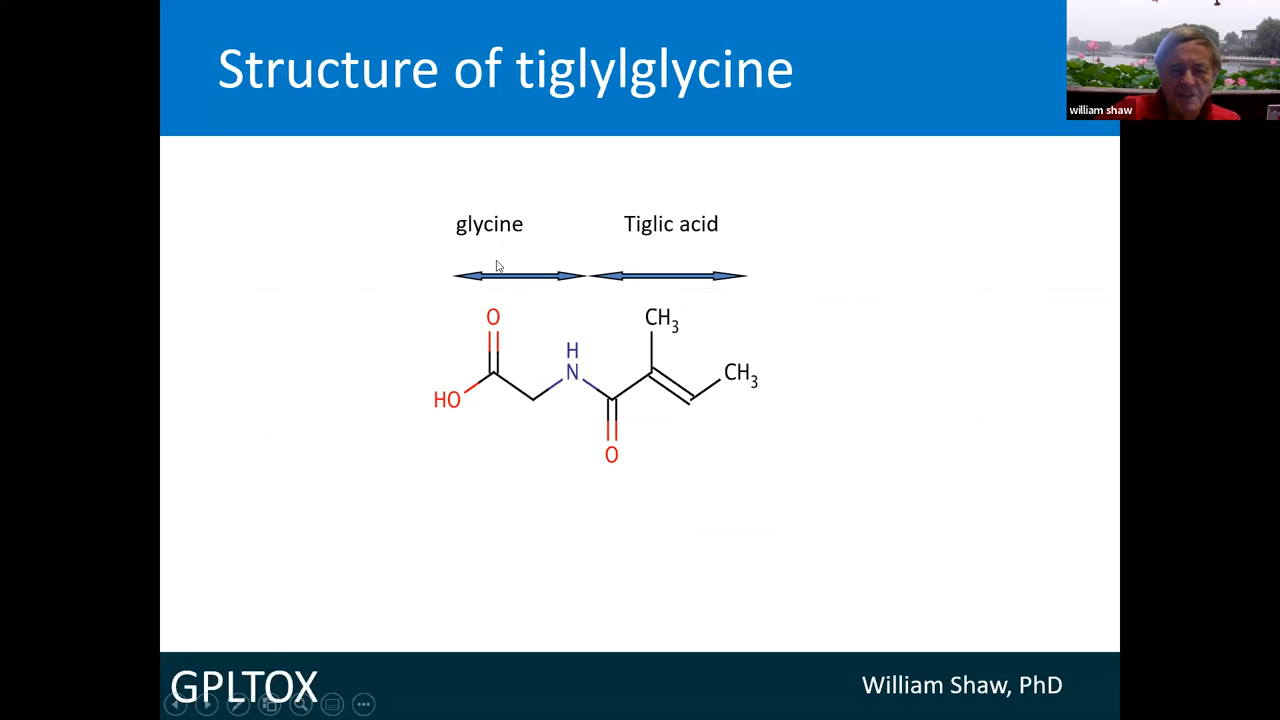 Structure of tiglylglycine
william shaw
glycine
Tiglic acid
O
CH3
H
N
CH3
HO
O
GPLTOX
William Shaw, PhD